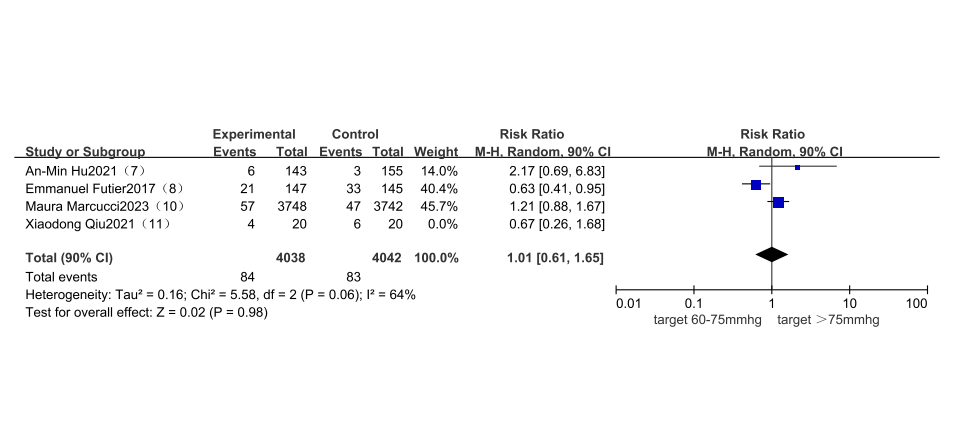 Experimental Control Risk Ratio Risk Ratio
Study or Subgroup Events Total Events Total Weight M-H, Random, 90% CI M-H, Random, 90% CI
An-Min Hu2021（7） 6 143 3 155 14.0% 2.17 [0.69, 6.83]
Emmanuel Futier2017（8） 21 147 33 145 40.4% 0.63 [0.41, 0.95]
Maura Marcucci2023（10） 57 3748 47 3742 45.7% 1.21 [0.88, 1.67]
Xiaodong Qiu2021（11） 4 20 6 20 0.0% 0.67 [0.26, 1.68]
Total (90% CI) 4038 4042 100.0% 1.01 [0.61, 1.65]
Total events 84 83
Heterogeneity: Tau² = 0.16; Chi² = 5.58, df = 2 (P = 0.06); I² = 64%
Test for overall effect: Z = 0.02 (P = 0.98)
0.01 0.1 1 10 100
target 60-75mmhg target ＞75mmhg